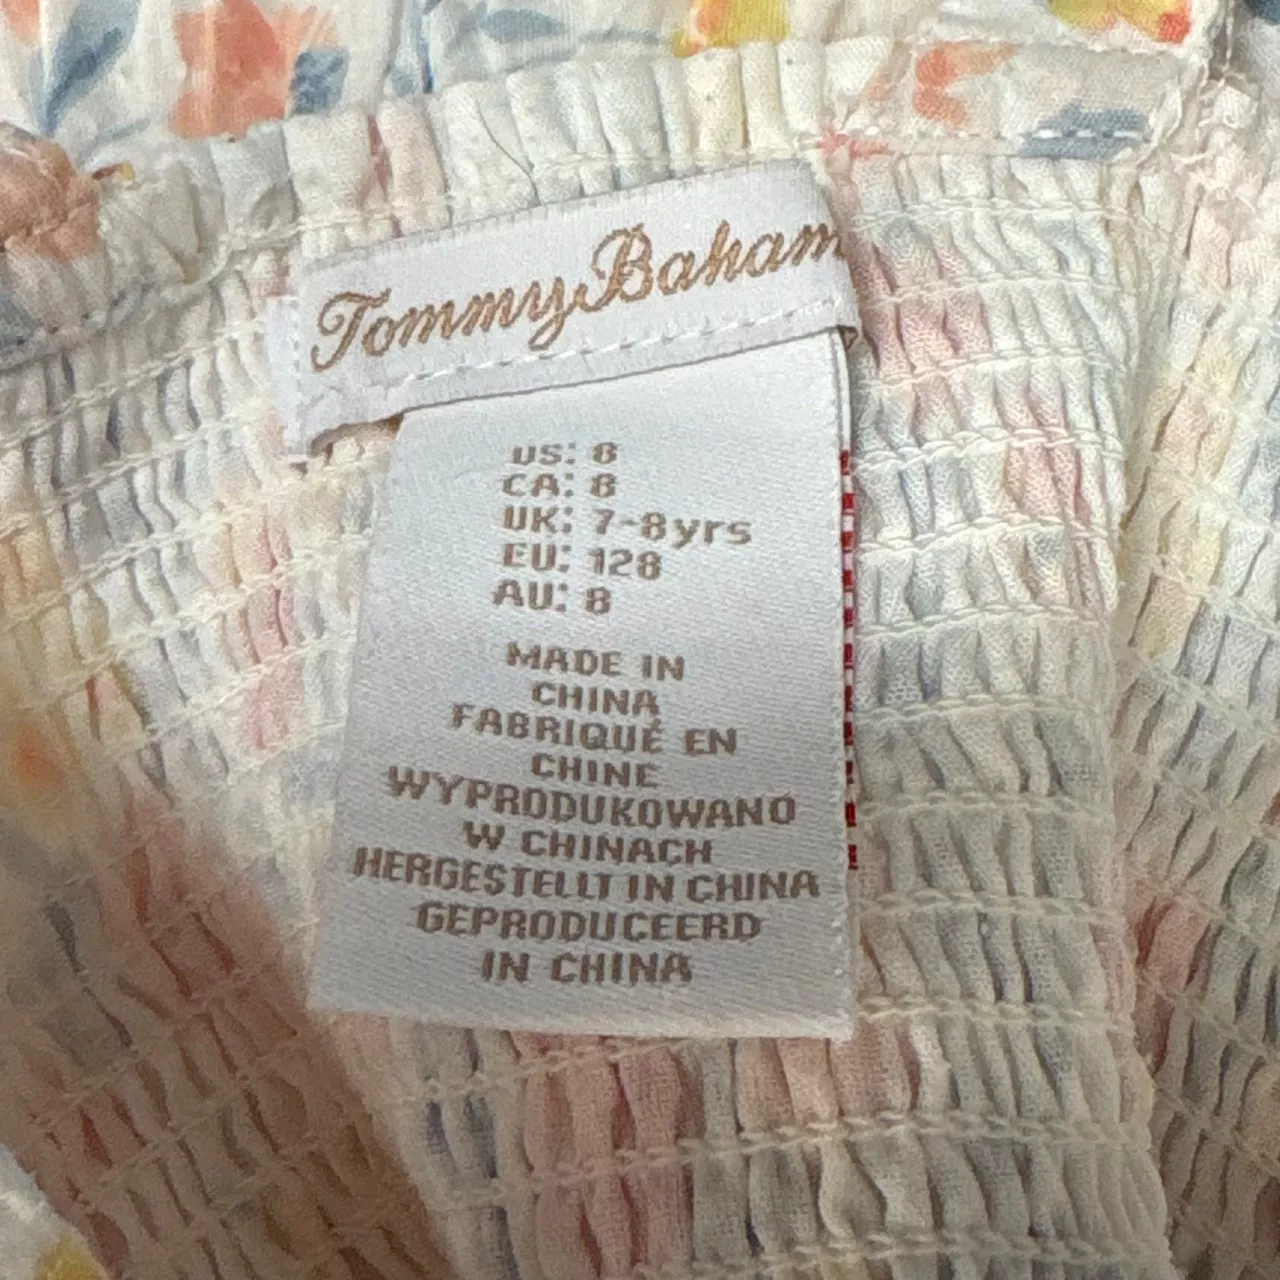 Tommy Baham
US: 8
CA: 8
UK: 7-8yrs
EU: 128
AU: 8
MADE IN
CHINA
FABRIQUÉ EN
CHINE
WYPRODUKOWANO
W CHINACH
HERGESTELLT IN CHINA
GEPRODUCEERD
IN CHINA